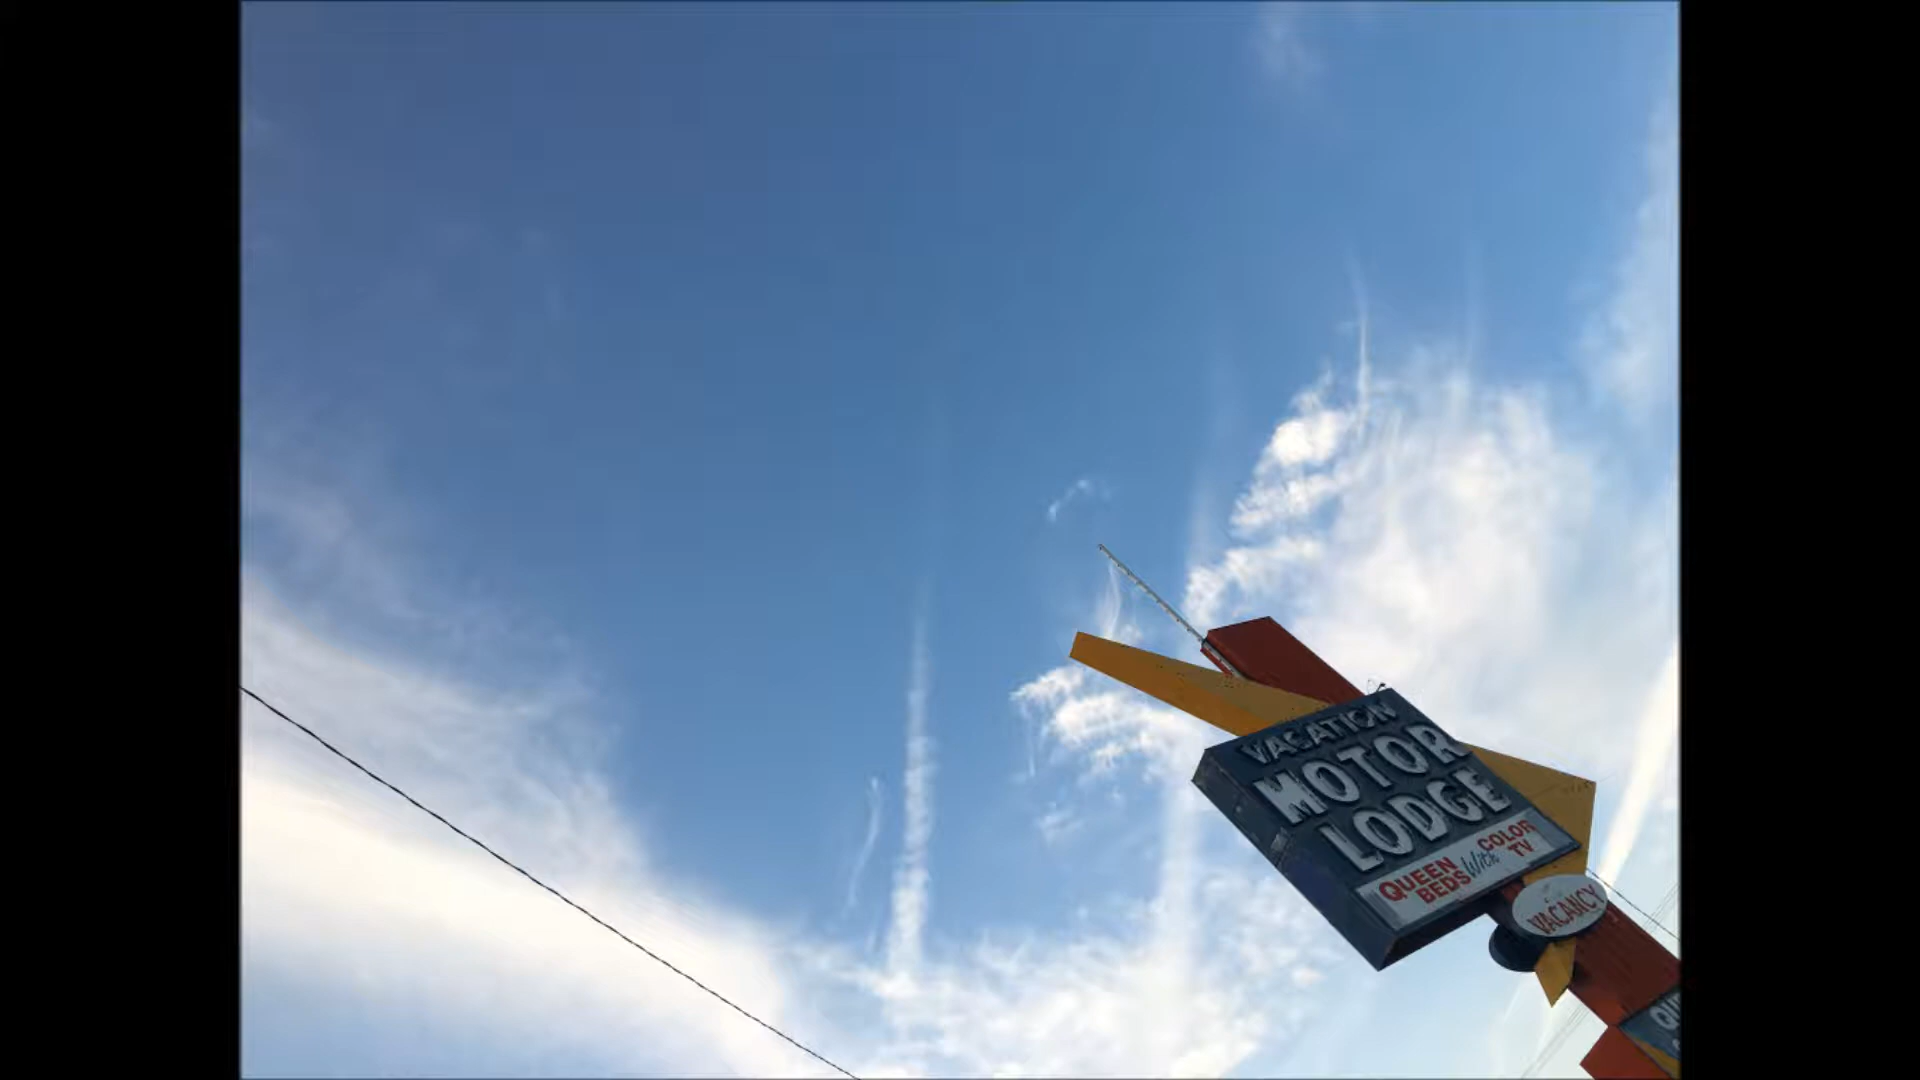 VACATION
MOTOR
LODGE
QUEEN BEDS With COLOR TV
VACANCY